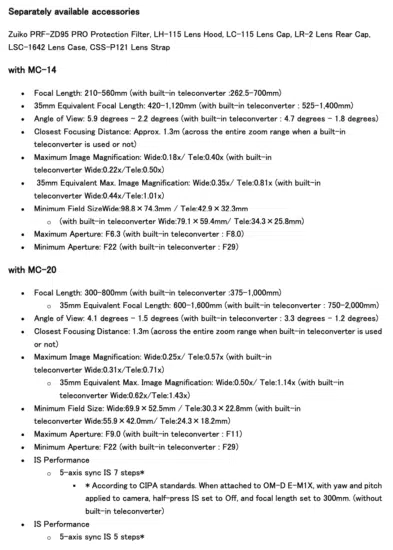 Separately available accessories
Zuiko PRF-ZD95 PRO Protection Filter, LH-115 Lens Hood, LC-115 Lens Cap, LR-2 Lens Rear Cap,
LSC-1642 Lens Case, CSS-P121 Lens Strap
with MC-14
• Focal Length: 210-560mm (with built-in teleconverter :262.5-700mm)
• 35mm Equivalent Focal Length: 420-1,120mm (with built-in teleconverter : 525-1,400mm)
• Angle of View: 5.9 degrees - 2.2 degrees (with built-in teleconverter : 4.7 degrees - 1.8 degrees)
• Closest Focusing Distance: Approx. 1.3m (across the entire zoom range when a built-in
teleconverter is used or not)
• Maximum Image Magnification: Wide:0.18x/ Tele:0.40x (with built-in
teleconverter Wide:0.22x/Tele:0.50x)
• 35mm Equivalent Max. Image Magnification: Wide:0.35x/ Tele:0.81x (with built-in
teleconverter Wide:0.44x/Tele:1.01x)
• Minimum Field SizeWide:98.8×74.3mm / Tele:42.9×32.3mm
○ (with built-in teleconverter Wide:79.1×59.4mm/ Tele:34.3×25.8mm)
• Maximum Aperture: F6.3 (with built-in teleconverter : F8.0)
• Minimum Aperture: F22 (with built-in teleconverter : F29)
with MC-20
• Focal Length: 300-800mm (with built-in teleconverter :375-1,000mm)
○ 35mm Equivalent Focal Length: 600-1,600mm (with built-in teleconverter : 750-2,000mm)
• Angle of View: 4.1 degrees - 1.5 degrees (with built-in teleconverter : 3.3 degrees - 1.2 degrees)
• Closest Focusing Distance: 1.3m (across the entire zoom range when built-in teleconverter is used
or not)
• Maximum Image Magnification: Wide:0.25x/ Tele:0.57x (with built-in
teleconverter Wide:0.31x/Tele:0.71x)
○ 35mm Equivalent Max. Image Magnification: Wide:0.50x/ Tele:1.14x (with built-in
teleconverter Wide:0.62x/Tele:1.43x)
• Minimum Field Size: Wide:69.9×52.5mm / Tele:30.3×22.8mm (with built-in
teleconverter Wide:55.9×42.0mm/ Tele:24.3×18.2mm)
• Maximum Aperture: F9.0 (with built-in teleconverter : F11)
• Minimum Aperture: F22 (with built-in teleconverter : F29)
• IS Performance
○ 5-axis sync IS 7 steps*
▪ * According to CIPA standards. When attached to OM-D E-M1X, with yaw and pitch
applied to camera, half-press IS set to Off, and focal length set to 300mm. (without
built-in teleconverter)
• IS Performance
○ 5-axis sync IS 5 steps*